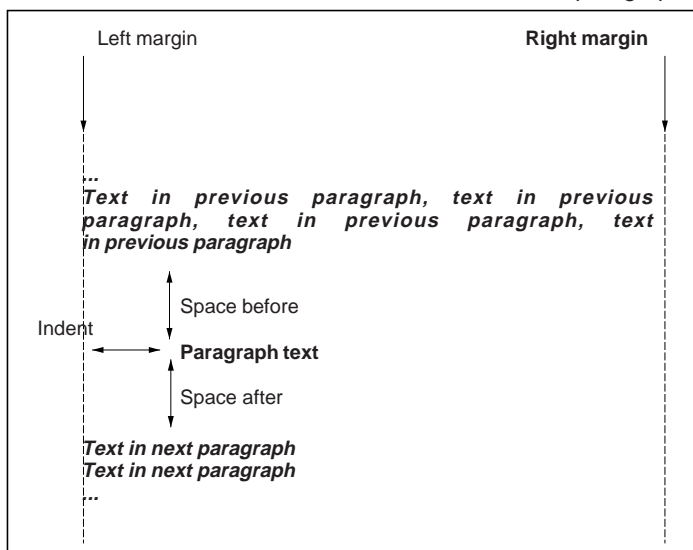 Left margin Right margin
...
Text in previous paragraph, text in previous
paragraph, text in previous paragraph, text
in previous paragraph
Space before
Indent
Paragraph text
Space after
Text in next paragraph
Text in next paragraph
...